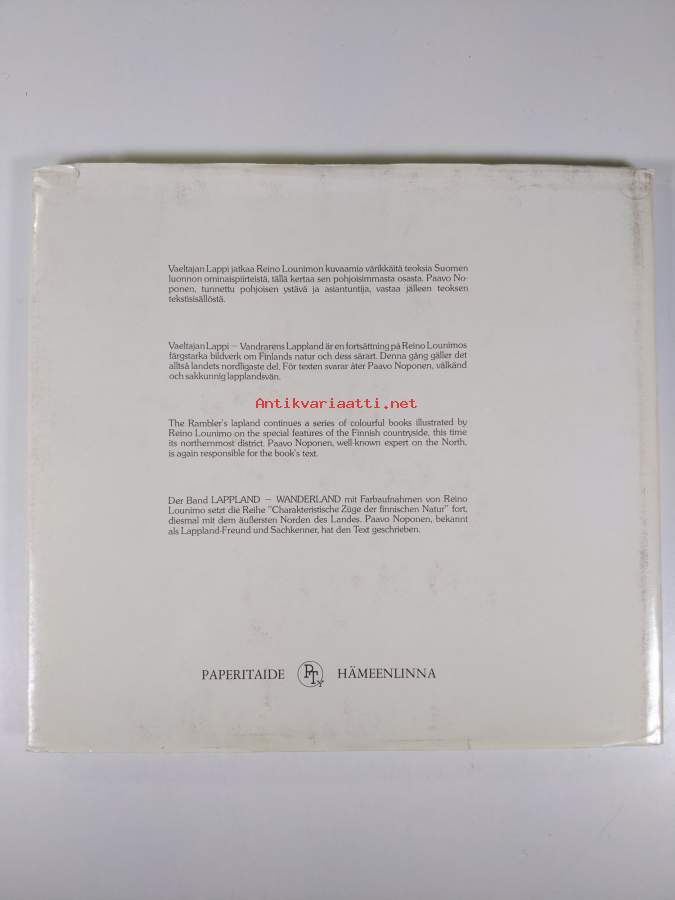 Vaeltajan Lappi jatkaa Reino Lounimon kuvaamia värikkäitä teoksia Suomen
luonnon ominaispiirteistä, tällä kertaa sen pohjoisimmasta osasta. Paavo No-
ponen, tunnettu pohjoisen ystävä ja asiantuntija, vastaa jälleen teoksen
tekstisisällöstä.
Vaeltajan Lappi – Vandrarens Lappland är en fortsättning på Reino Lounimos
färgstarka bildverk om Finlands natur och dess särart. Denna gång gäller det
alltså landets nordligaste del. För texten svarar åter Paavo Noponen, välkänd
och sakkunnig lapplandsvän.
Antikvariaatti.net
The Rambler's lapland continues a series of colourful books illustrated by
Reino Lounimo on the special features of the Finnish countryside, this time
its northernmost district. Paavo Noponen, well-known expert on the North,
is again responsible for the book's text.
Der Band LAPPLAND – WANDERLAND mit Farbaufnahmen von Reino
Lounimo setzt die Reihe "Charakteristische Züge der finnischen Natur" fort,
diesmal mit dem äußersten Norden des Landes. Paavo Noponen, bekannt
als Lappland-Freund und Sachkenner, hat den Text geschrieben.
PAPERITAIDE PTy HÄMEENLINNA